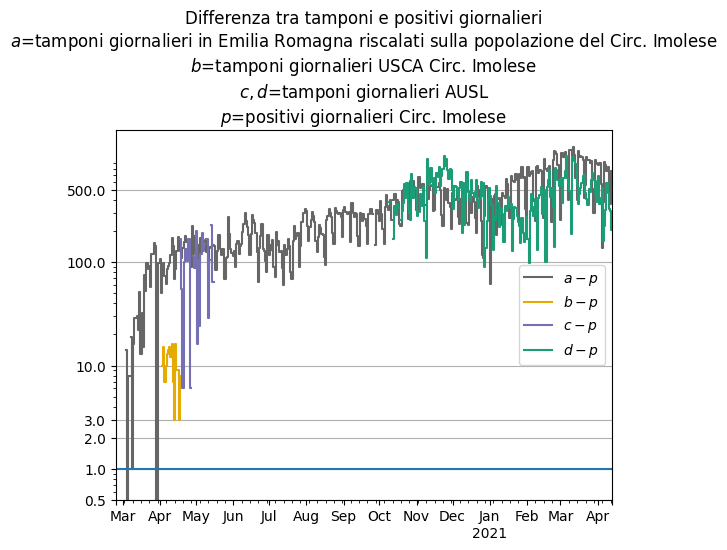 Differenza tra tamponi e positivi giornalieri
a=tamponi giornalieri in Emilia Romagna riscalati sulla popolazione del Circ. Imolese
b=tamponi giornalieri USCA Circ. Imolese
c, d=tamponi giornalieri AUSL
p=positivi giornalieri Circ. Imolese
500.0
100.0
10.0
3.0
2.0
1.0
0.5
a − p
b − p
c − p
d − p
Mar Apr May Jun Jul Aug Sep Oct Nov Dec Jan Feb Mar Apr
2021